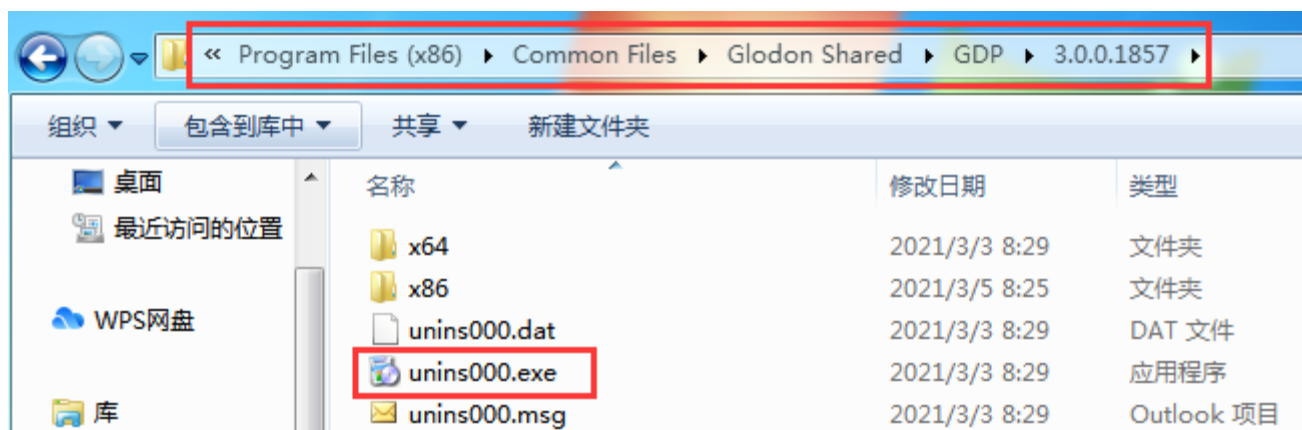 « Program Files (x86) ▸ Common Files ▸ Glodon Shared ▸ GDP ▸ 3.0.0.1857 ▸
组织 包含到库中 共享 新建文件夹
桌面 名称 修改日期 类型
最近访问的位置 x64 2021/3/3 8:29 文件夹
x86 2021/3/5 8:25 文件夹
WPS网盘 unins000.dat 2021/3/3 8:29 DAT 文件
unins000.exe 2021/3/3 8:29 应用程序
库 unins000.msg 2021/3/3 8:29 Outlook 项目